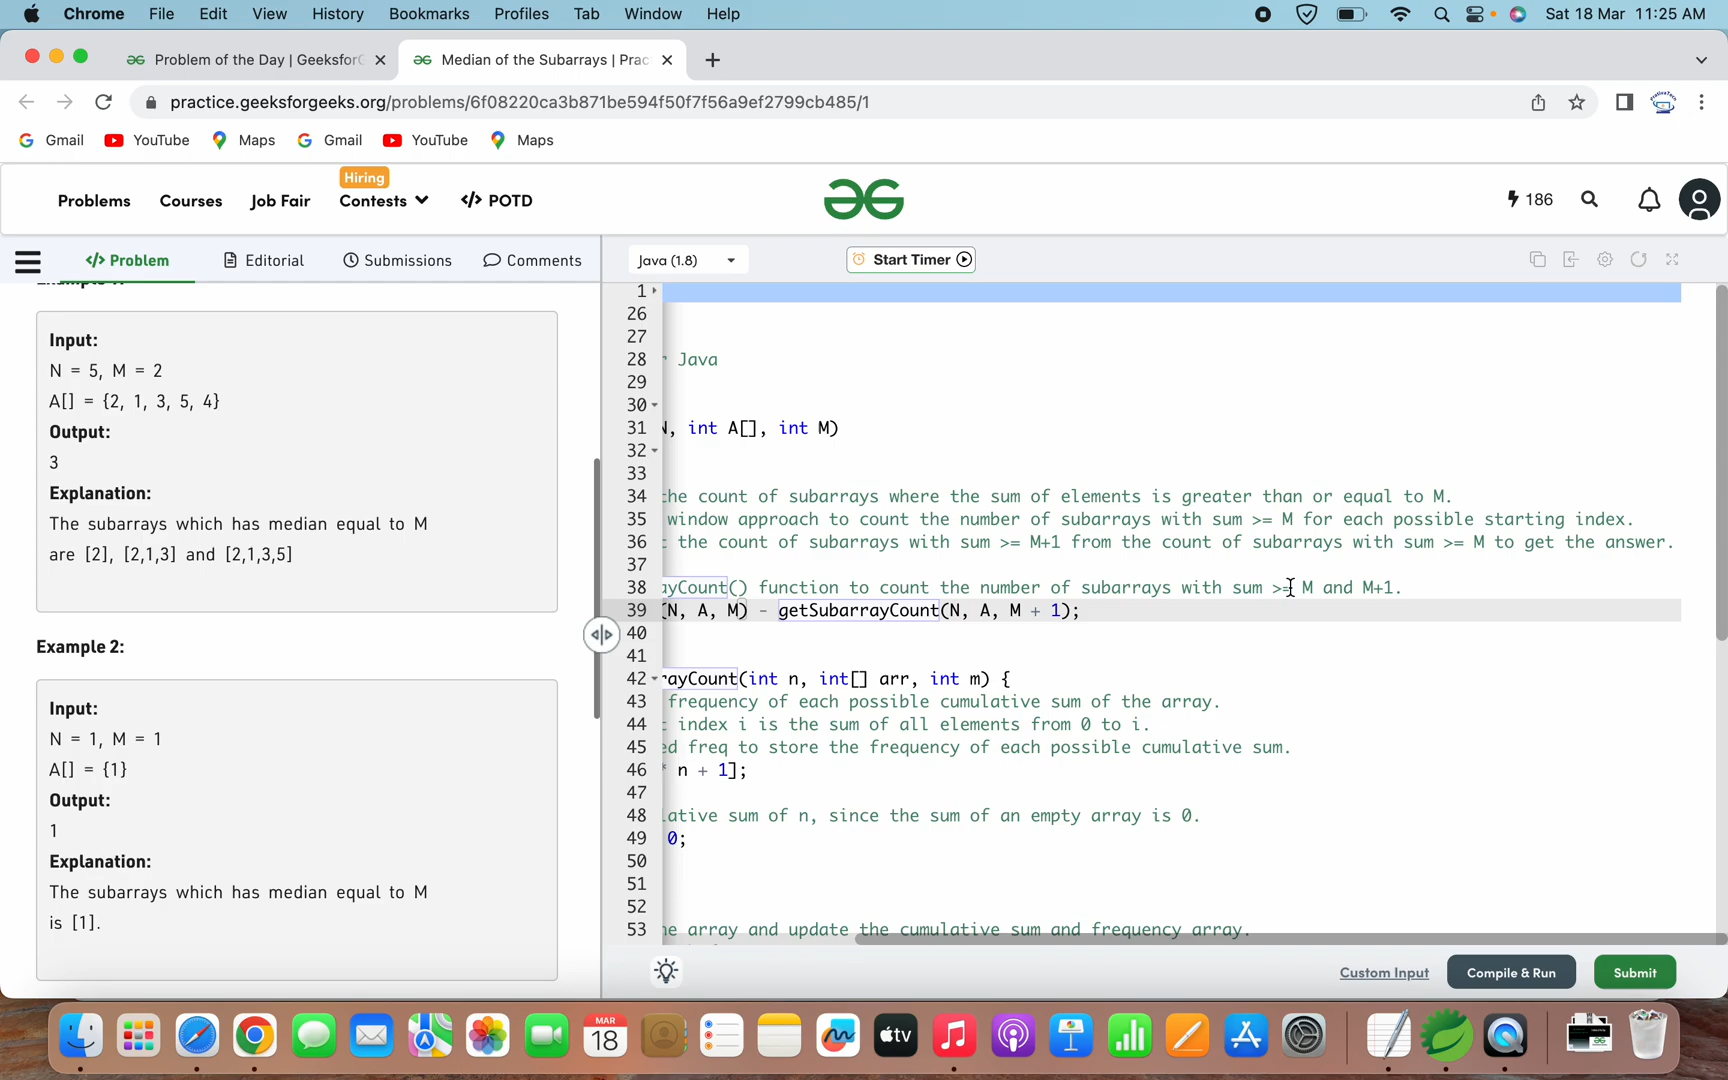 Chrome File Edit View History Bookmarks Profiles Tab Window Help Sat 18 Mar 11:25 AM
Problem of the Day | GeeksforG Median of the Subarrays | Prac
practice.geeksforgeeks.org/problems/6f08220ca3b871be594f50f7f56a9ef2799cb485/1
Gmail YouTube Maps Gmail YouTube Maps
Hiring
Problems Courses Job Fair Contests </> POTD 186
</> Problem Editorial Submissions Comments Java (1.8) Start Timer
Input:
N = 5, M = 2
A[] = {2, 1, 3, 5, 4}
Output:
3
Explanation:
The subarrays which has median equal to M
are [2], [2,1,3] and [2,1,3,5]
Example 2:
Input:
N = 1, M = 1
A[] = {1}
Output:
1
Explanation:
The subarrays which has median equal to M
is [1].
1
26
27
28 r Java
29
30
31 N, int A[], int M)
32
33
34 the count of subarrays where the sum of elements is greater than or equal to M.
35 window approach to count the number of subarrays with sum >= M for each possible starting index.
36 t the count of subarrays with sum >= M+1 from the count of subarrays with sum >= M to get the answer.
37
38 ayCount() function to count the number of subarrays with sum >= M and M+1.
39 (N, A, M) - getSubarrayCount(N, A, M + 1);
40
41
42 rayCount(int n, int[] arr, int m) {
43 frequency of each possible cumulative sum of the array.
44 t index i is the sum of all elements from 0 to i.
45 ed freq to store the frequency of each possible cumulative sum.
46 * n + 1];
47
48 lative sum of n, since the sum of an empty array is 0.
49 0;
50
51
52
53 he array and update the cumulative sum and frequency array.
Custom Input Compile & Run Submit
MAR
18
tv